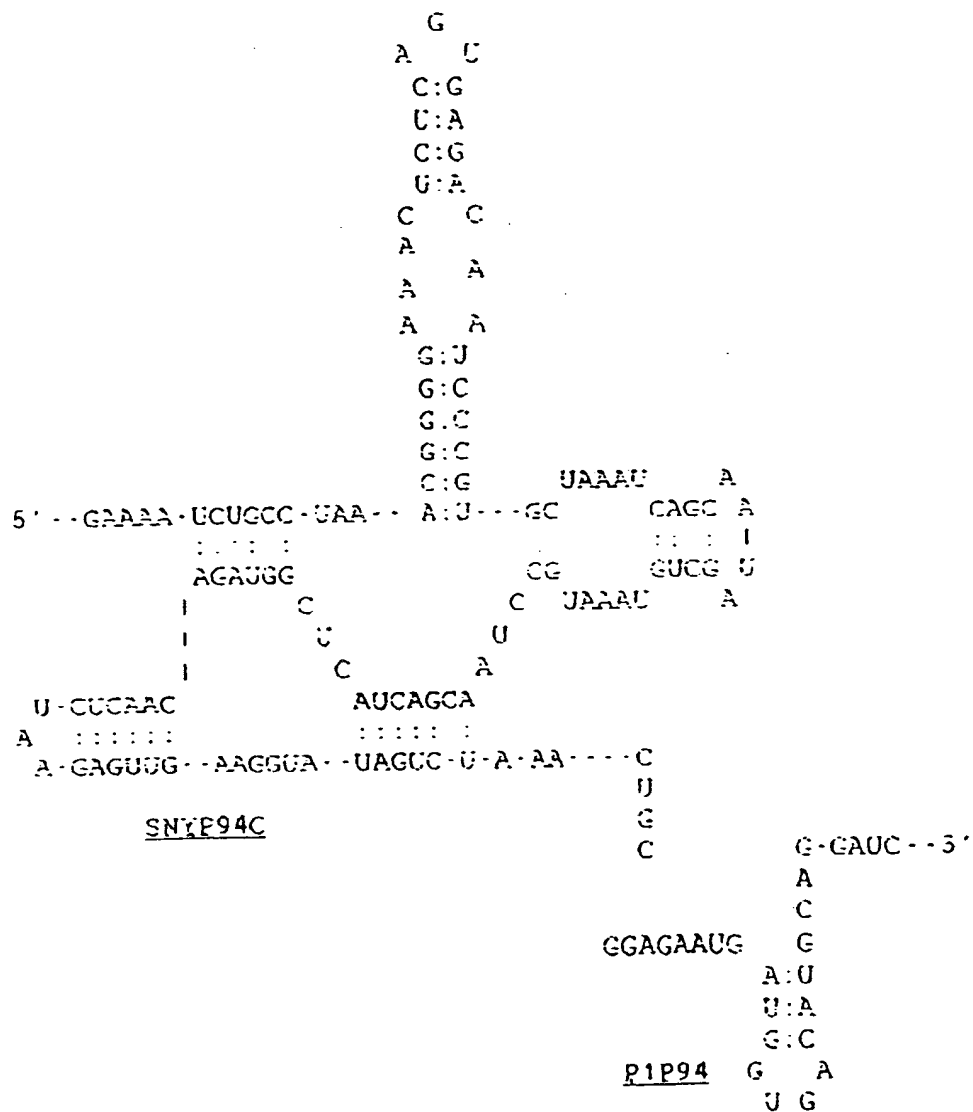 G
A U
C:G
U:A
C:G
U:A
C C
A A
A
A A
G:U
G:C
G.C
G:C
C:G
UAAAU A
5'--GAAAA-UCUGCC-UAA-- A:U---GC CAGC A
AGAUGG CG GUCG U
C C UAAAU A
U U
C A
U-CUCAAC AUCAGCA
A
A-GAGUUG--AAGGUA--UAGUC-U-A-AA----C
U
SNYP94C G
C G-GAUC--3'
A
C
GGAGAAUG G
A:U
U:A
G:C
P1P94 G A
U G